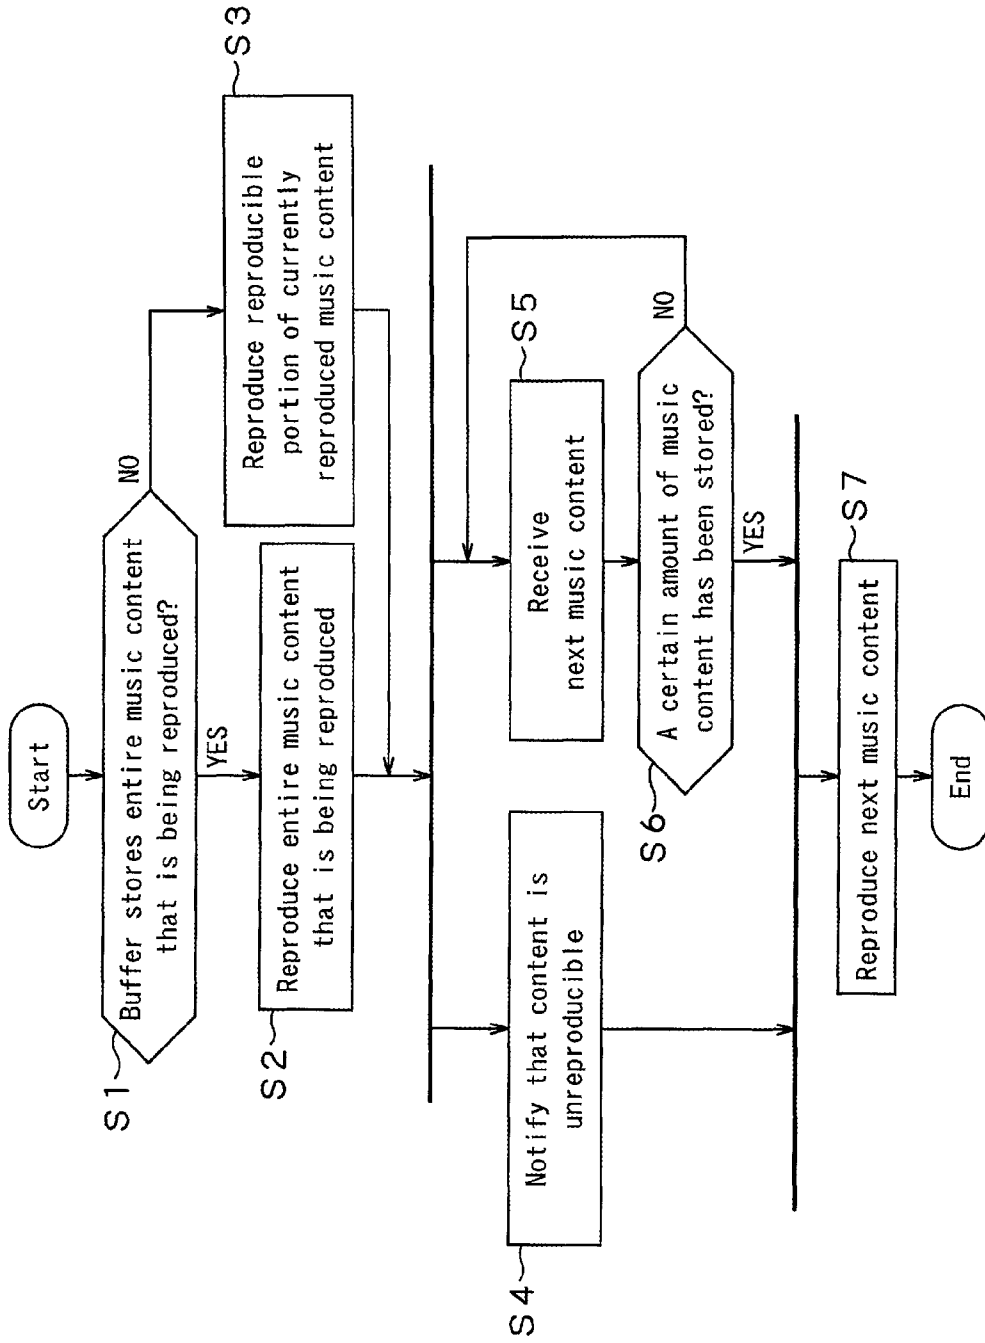 Start
S1
Buffer stores entire music content
that is being reproduced?
NO
YES
S2
Reproduce entire music content
that is being reproduced
S3
Reproduce reproducible
portion of currently
reproduced music content
S4
Notify that content is
unreproducible
S5
Receive
next music content
S6
A certain amount of music
content has been stored?
NO
YES
S7
Reproduce next music content
End